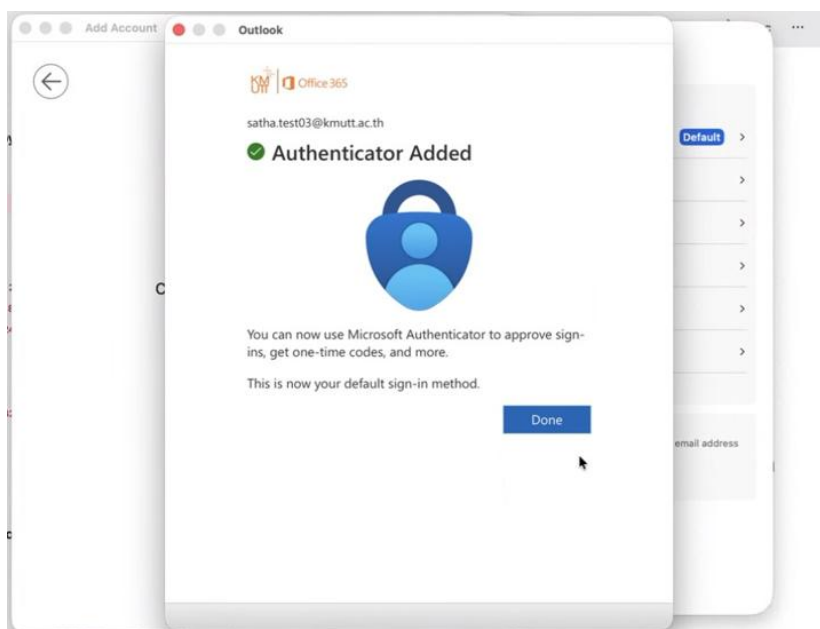 Add Account
Outlook
KMUTT Office 365
satha.test03@kmutt.ac.th
Authenticator Added
Default
You can now use Microsoft Authenticator to approve sign-
ins, get one-time codes, and more.
This is now your default sign-in method.
Done
email address